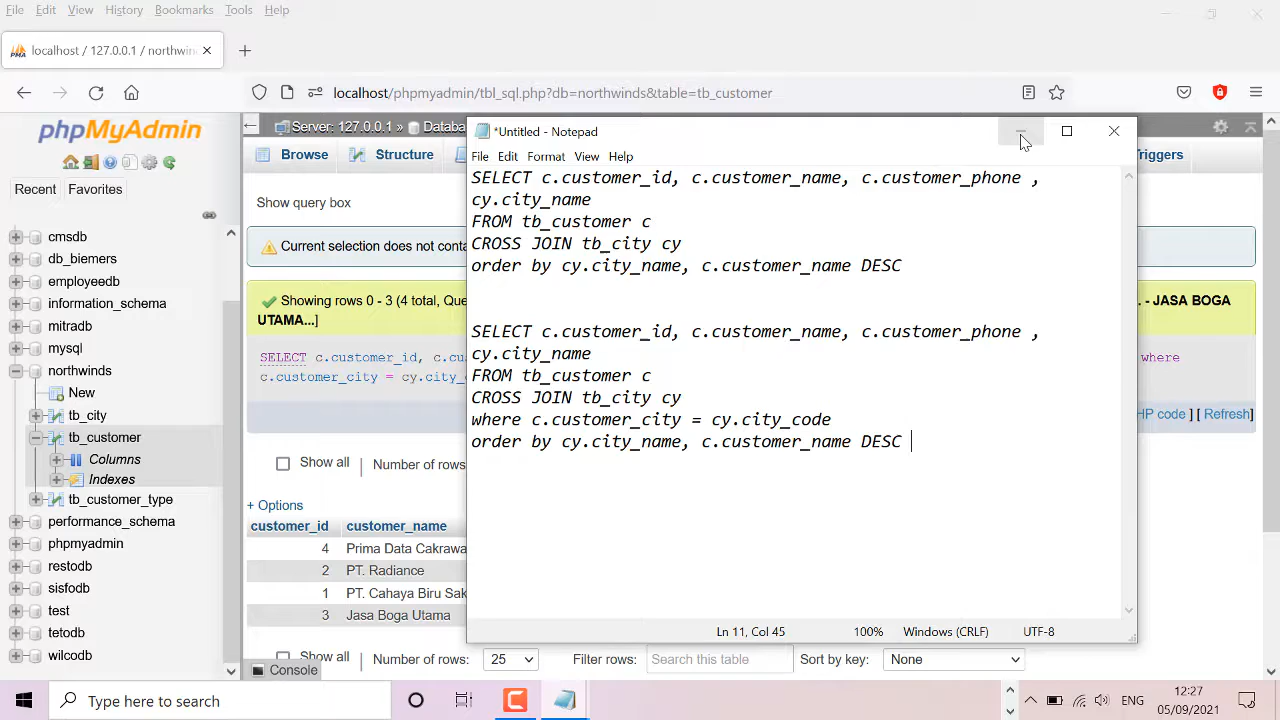 File Edit View History Bookmarks Tools Help
localhost / 127.0.0.1 / northwin
localhost/phpmyadmin/tbl_sql.php?db=northwinds&table=tb_customer
phpMyAdmin
Recent Favorites
cmsdb
db_biemers
employeedb
information_schema
mitradb
mysql
northwinds
New
tb_city
tb_customer
Columns
Indexes
tb_customer_type
performance_schema
phpmyadmin
restodb
sisfodb
test
tetodb
wilcodb
Server: 127.0.0.1 » Databa
Browse Structure Triggers
Show query box
Current selection does not conta
Showing rows 0 - 3 (4 total, Que - JASA BOGA
UTAMA...]
SELECT c.customer_id, c.cu where
c.customer_city = cy.city_c
HP code ] [ Refresh]
Show all Number of rows
+ Options
customer_id customer_name
4 Prima Data Cakrawa
2 PT. Radiance
1 PT. Cahaya Biru Sak
3 Jasa Boga Utama
Show all Number of rows: 25 Filter rows: Search this table Sort by key: None
Console
*Untitled - Notepad
File Edit Format View Help
SELECT c.customer_id, c.customer_name, c.customer_phone ,
cy.city_name
FROM tb_customer c
CROSS JOIN tb_city cy
order by cy.city_name, c.customer_name DESC
SELECT c.customer_id, c.customer_name, c.customer_phone ,
cy.city_name
FROM tb_customer c
CROSS JOIN tb_city cy
where c.customer_city = cy.city_code
order by cy.city_name, c.customer_name DESC
Ln 11, Col 45 100% Windows (CRLF) UTF-8
Type here to search
ENG
12:27
05/09/2021